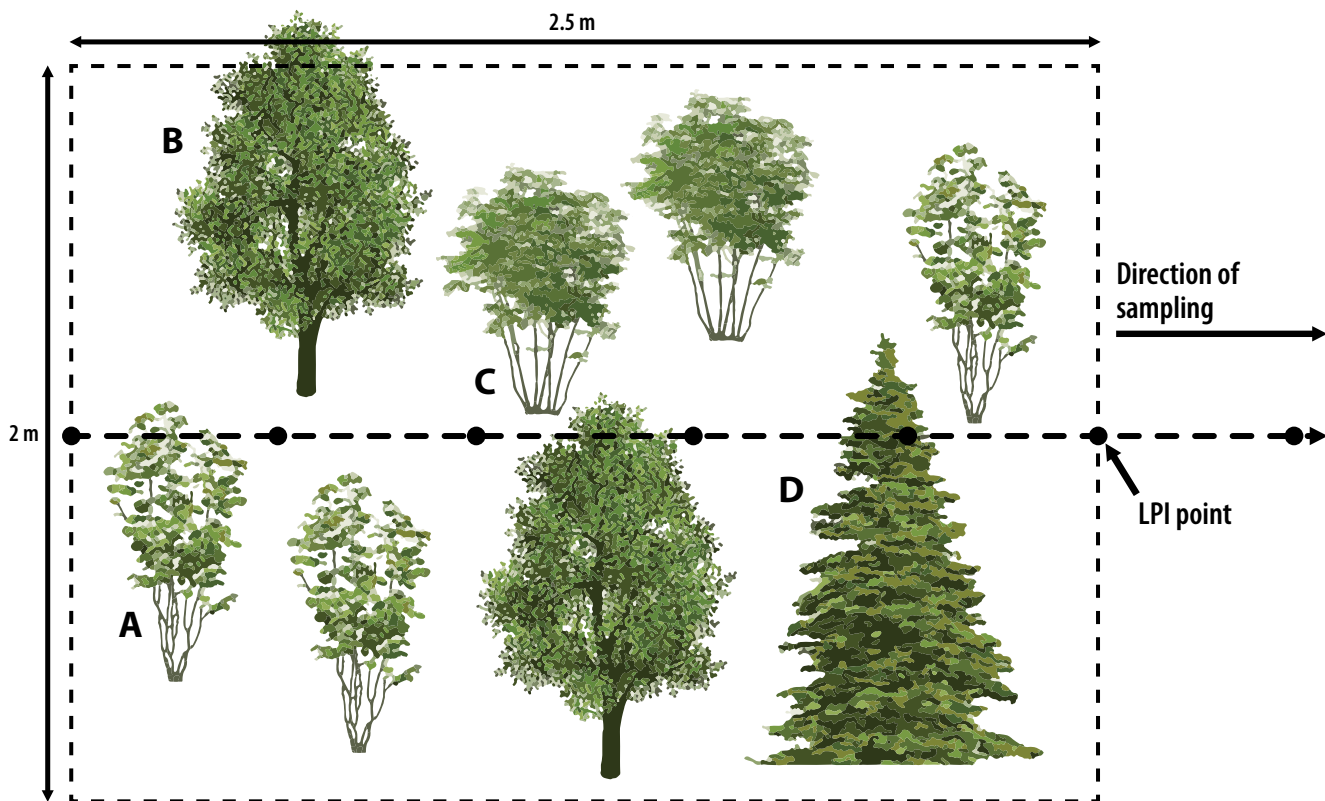 2.5 m
B
Direction of
sampling
C
2 m
D
LPI point
A